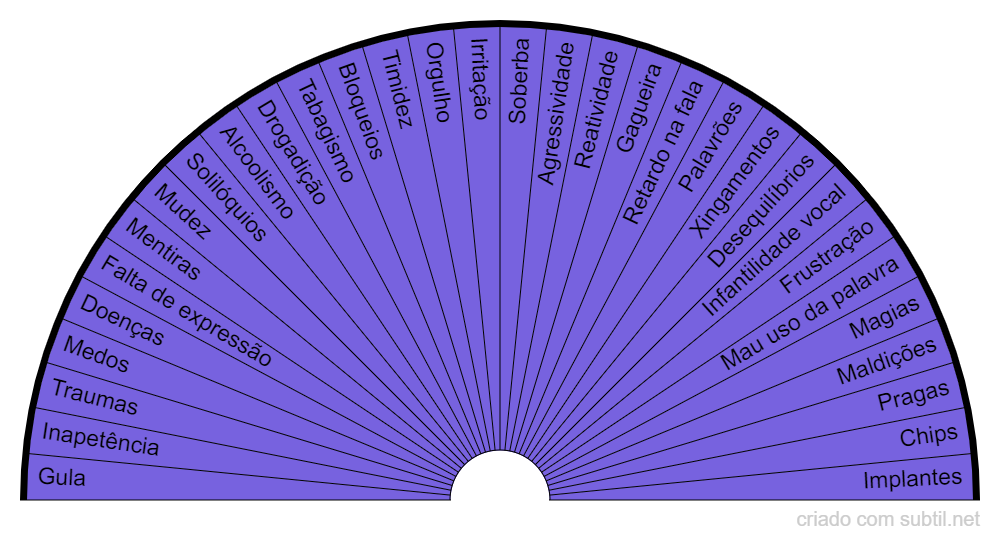 Gula
Inapetência
Traumas
Medos
Doenças
Falta de expressão
Mentiras
Mudez
Solilóquios
Alcoolismo
Drogadição
Tabagismo
Bloqueios
Timidez
Orgulho
Irritação
Soberba
Agressividade
Reatividade
Gagueira
Retardo na fala
Palavrões
Xingamentos
Desequilíbrios
Infantilidade vocal
Frustração
Mau uso da palavra
Magias
Maldições
Pragas
Chips
Implantes
criado com subtil.net